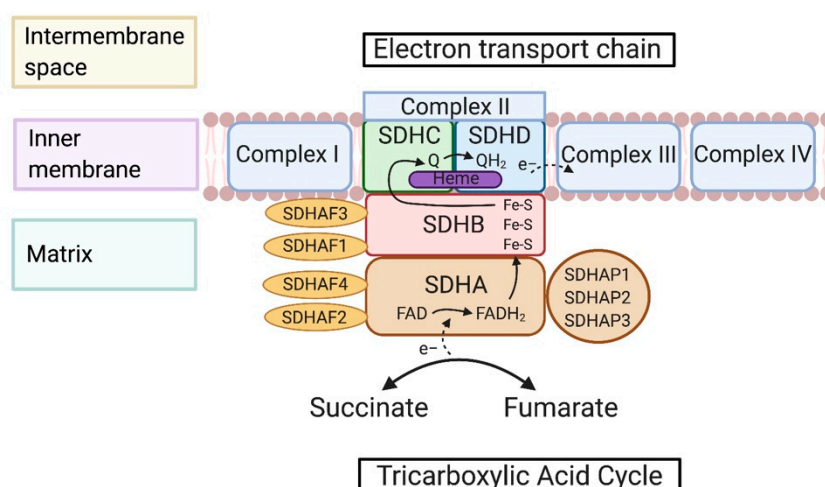 Intermembrane
space
Electron transport chain
Complex II
Inner
membrane
Complex I
SDHC
SDHD
Q
QH₂
Heme
e–
Complex III
Complex IV
Matrix
SDHAF3
SDHAF1
SDHAF4
SDHAF2
SDHB
Fe-S
Fe-S
Fe-S
SDHA
FAD
FADH₂
SDHAP1
SDHAP2
SDHAP3
e–
Succinate
Fumarate
Tricarboxylic Acid Cycle